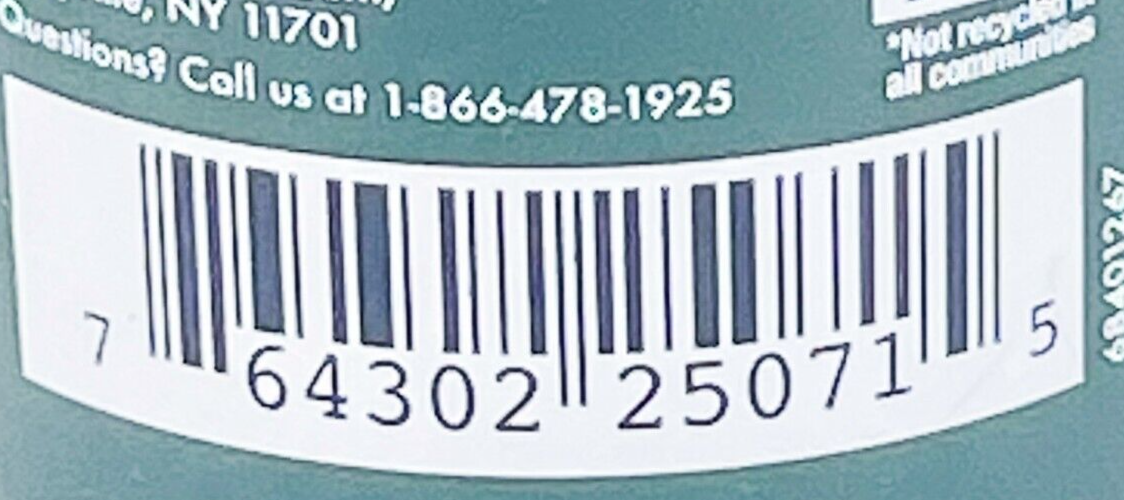 NY 11701
Questions? Call us at 1-866-478-1925
*Not recycled in
all communities
7 64302 25071 5